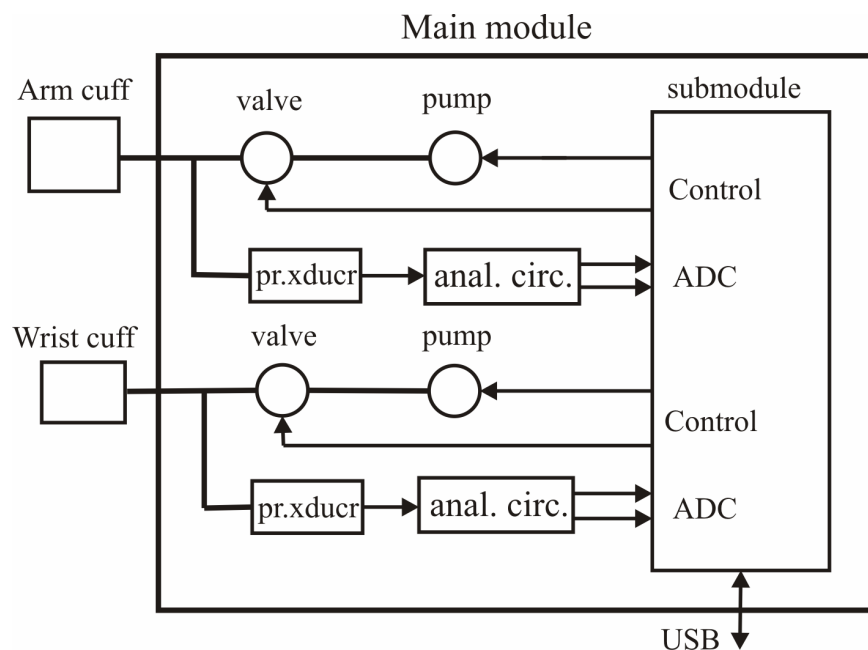 Main module
Arm cuff
valve
pump
submodule
Control
pr.xducr
anal. circ.
ADC
Wrist cuff
valve
pump
Control
pr.xducr
anal. circ.
ADC
USB